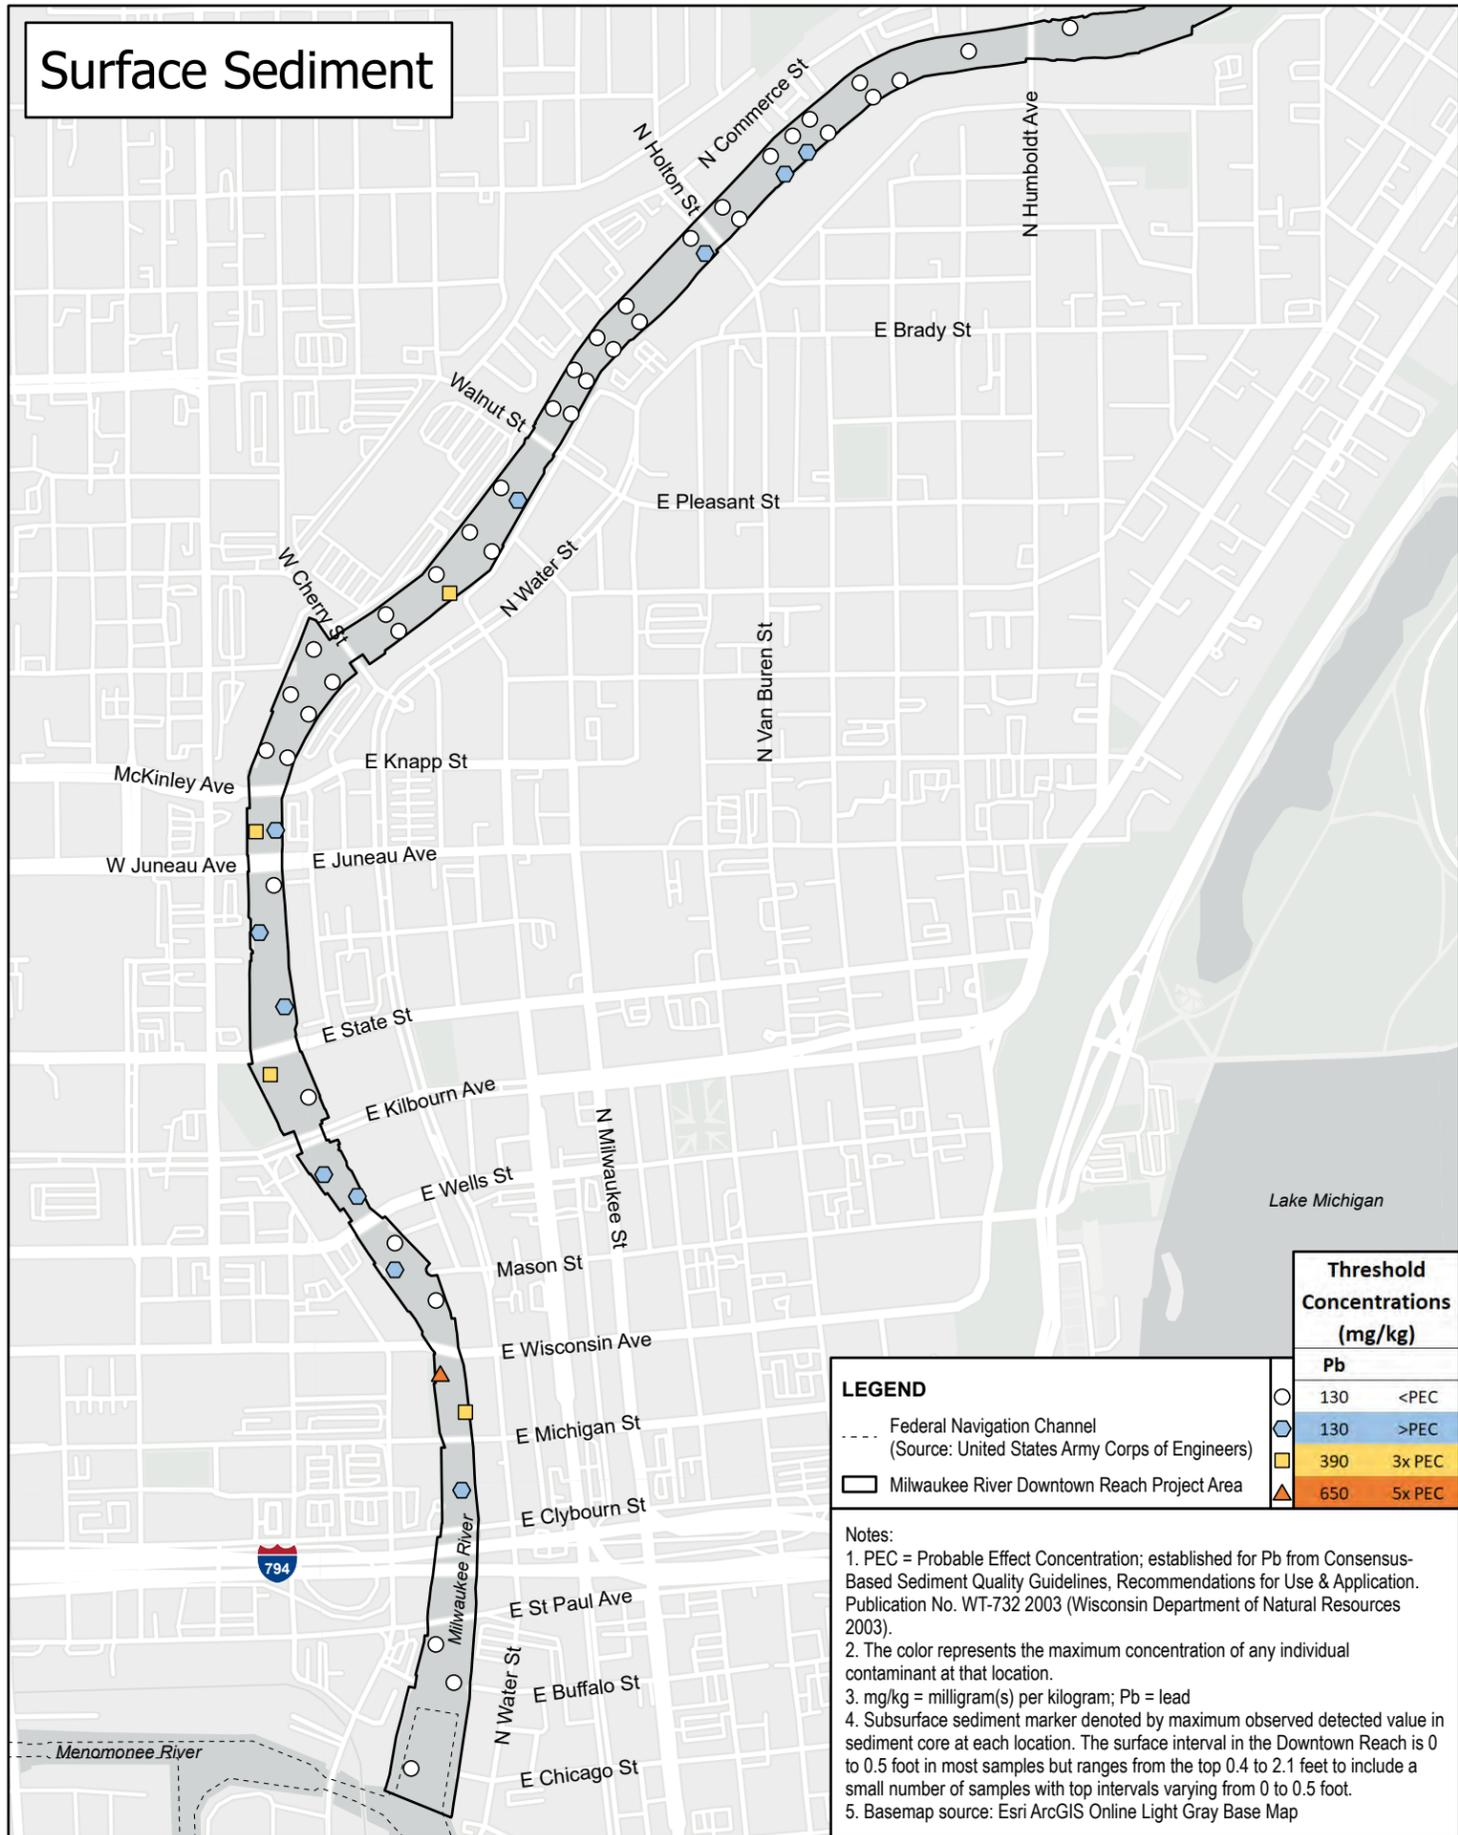 Surface Sediment
N Commerce St
N Holton St
N Humboldt Ave
E Brady St
Walnut St
E Pleasant St
W Cherry St
N Water St
N Van Buren St
E Knapp St
McKinley Ave
W Juneau Ave
E Juneau Ave
E State St
E Kilbourn Ave
N Milwaukee St
E Wells St
Lake Michigan
Mason St
E Wisconsin Ave
E Michigan St
E Clybourn St
Milwaukee River
794
E St Paul Ave
N Water St
E Buffalo St
Menomonee River
E Chicago St
Threshold
Concentrations
(mg/kg)
Pb
130 <PEC
130 >PEC
390 3x PEC
650 5x PEC
LEGEND
Federal Navigation Channel
(Source: United States Army Corps of Engineers)
Milwaukee River Downtown Reach Project Area
Notes:
1. PEC = Probable Effect Concentration; established for Pb from Consensus-
Based Sediment Quality Guidelines, Recommendations for Use & Application.
Publication No. WT-732 2003 (Wisconsin Department of Natural Resources
2003).
2. The color represents the maximum concentration of any individual
contaminant at that location.
3. mg/kg = milligram(s) per kilogram; Pb = lead
4. Subsurface sediment marker denoted by maximum observed detected value in
sediment core at each location. The surface interval in the Downtown Reach is 0
to 0.5 foot in most samples but ranges from the top 0.4 to 2.1 feet to include a
small number of samples with top intervals varying from 0 to 0.5 foot.
5. Basemap source: Esri ArcGIS Online Light Gray Base Map